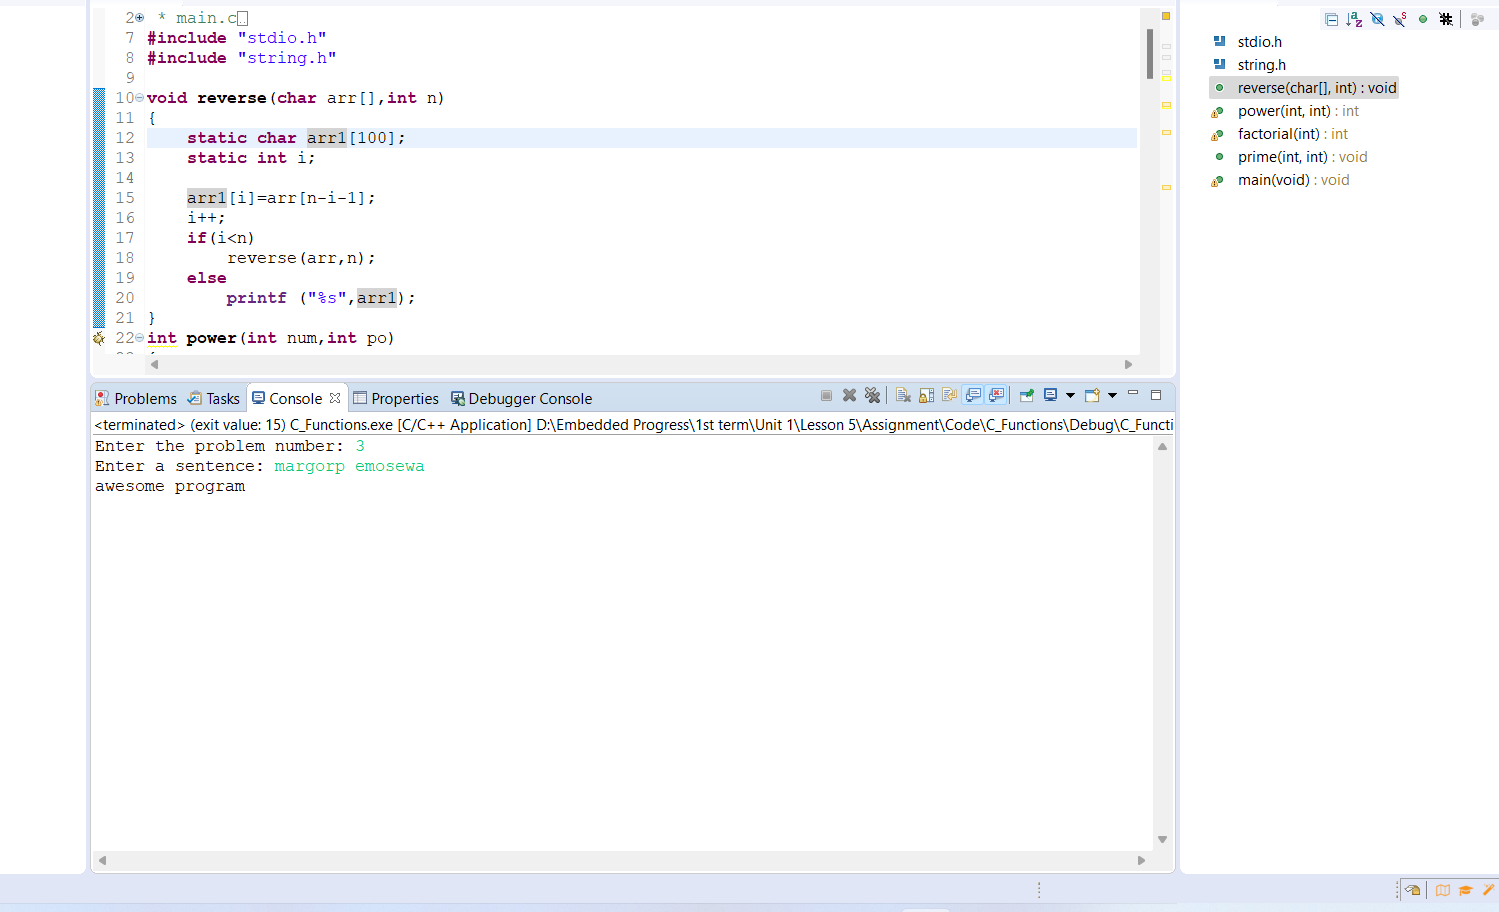 2 * main.c
7 #include "stdio.h"
8 #include "string.h"
9
10 void reverse(char arr[],int n)
11 {
12     static char arr1[100];
13     static int i;
14
15     arr1[i]=arr[n-i-1];
16     i++;
17     if(i<n)
18         reverse(arr,n);
19     else
20         printf ("%s",arr1);
21 }
22 int power(int num,int po)
stdio.h
string.h
reverse(char[], int) : void
power(int, int) : int
factorial(int) : int
prime(int, int) : void
main(void) : void
Problems Tasks Console Properties Debugger Console
<terminated> (exit value: 15) C_Functions.exe [C/C++ Application] D:\Embedded Progress\1st term\Unit 1\Lesson 5\Assignment\Code\C_Functions\Debug\C_Functi
Enter the problem number: 3
Enter a sentence: margorp emosewa
awesome program